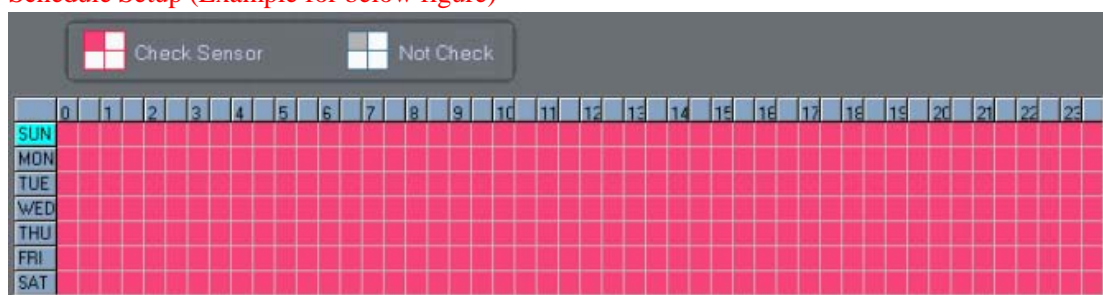 Schedule Setup (Example for below figure)
Check Sensor Not Check
0 1 2 3 4 5 6 7 8 9 10 11 12 13 14 15 16 17 18 19 20 21 22 23
SUN
MON
TUE
WED
THU
FRI
SAT